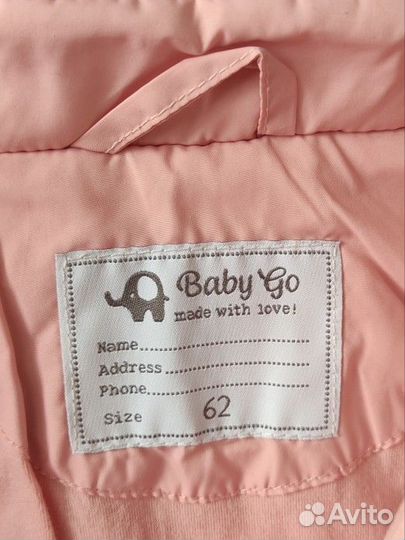 Baby Go
made with love!
Name
Address
Phone
Size 62
Avito